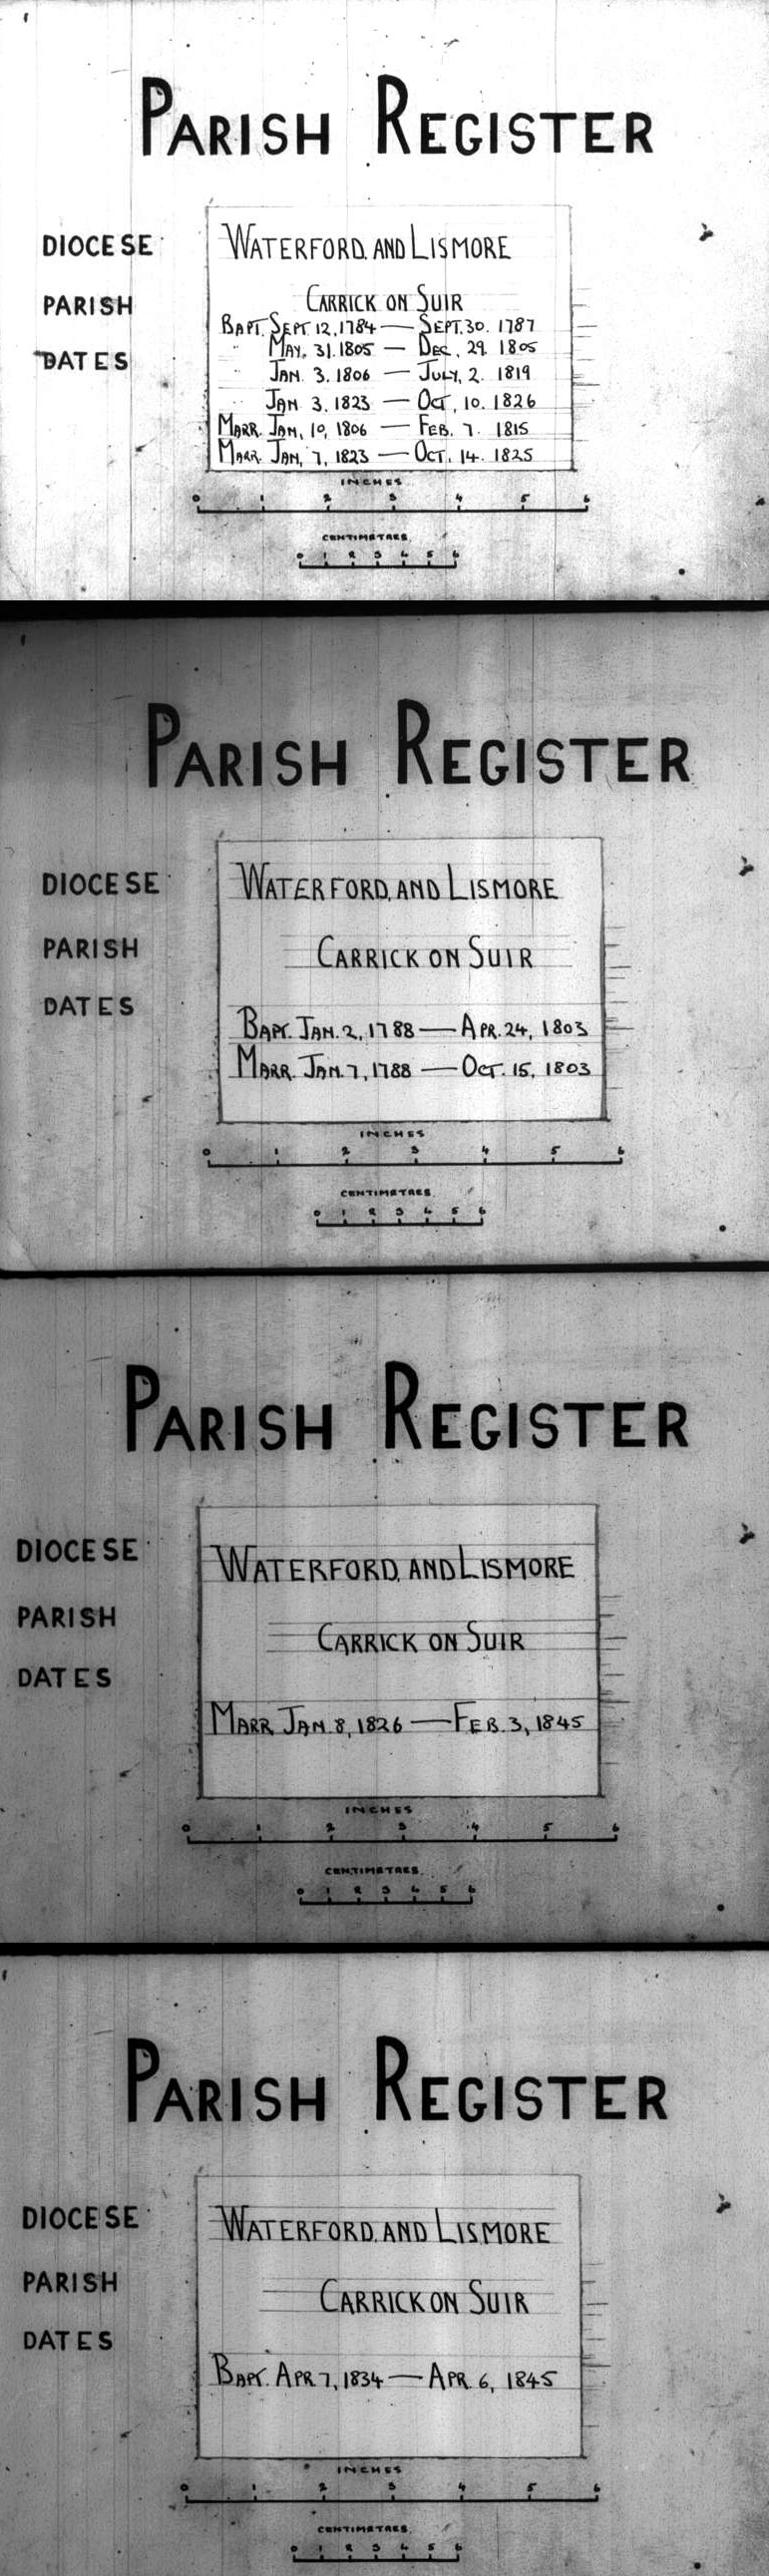 PARISH REGISTER
DIOCESE WATERFORD. AND LISMORE
PARISH CARRICK ON SUIR
DATES BAPT. SEPT. 12, 1784 — SEPT. 30. 1787
" MAY. 31. 1805 — DEC. 29. 1805
" JAN. 3. 1806 — JULY, 2. 1819
" JAN 3. 1823 — OCT, 10. 1826
MARR. JAN, 10, 1806 — FEB. 7. 1815
MARR. JAN, 7, 1823 — OCT. 14. 1825
INCHES
0 1 2 3 4 5 6
CENTIMETRES
0 1 2 3 4 5 6
PARISH REGISTER
DIOCESE WATERFORD. AND LISMORE
PARISH CARRICK ON SUIR
DATES BAPT. JAN. 2, 1788 — APR. 24, 1803
MARR. JAN. 7, 1788 — OCT. 15, 1803
INCHES
0 1 2 3 4 5 6
CENTIMETRES
0 1 2 3 4 5 6
PARISH REGISTER
DIOCESE WATERFORD. AND LISMORE
PARISH CARRICK ON SUIR
DATES MARR JAN. 8, 1826 — FEB. 3, 1845
INCHES
0 1 2 3 4 5 6
CENTIMETRES
0 1 2 3 4 5 6
PARISH REGISTER
DIOCESE WATERFORD. AND LISMORE
PARISH CARRICK ON SUIR
DATES BAPT. APR 7, 1834 — APR. 6, 1845
INCHES
0 1 2 3 4 5 6
CENTIMETRES
0 1 2 3 4 5 6